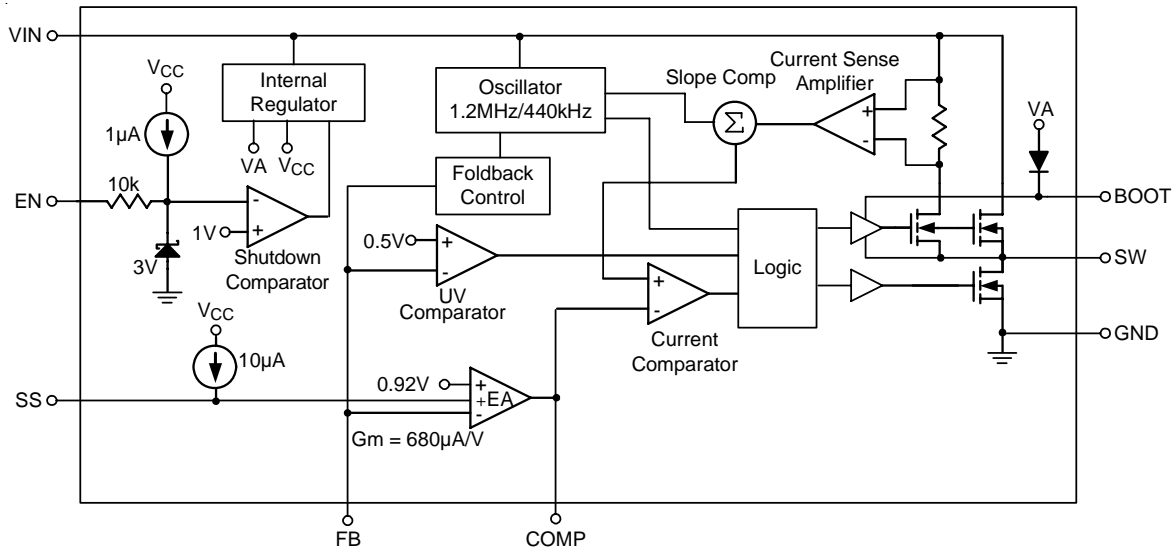 VIN
VCC
1µA
Internal
Regulator
VA
VCC
Oscillator
1.2MHz/440kHz
Slope Comp
Current Sense
Amplifier
Σ
+
-
VA
Foldback
Control
EN
10k
-
+
1V
Shutdown
Comparator
3V
BOOT
0.5V
+
-
UV
Comparator
Logic
SW
+
-
Current
Comparator
GND
VCC
10µA
SS
0.92V
+
+EA
-
Gm = 680µA/V
FB
COMP